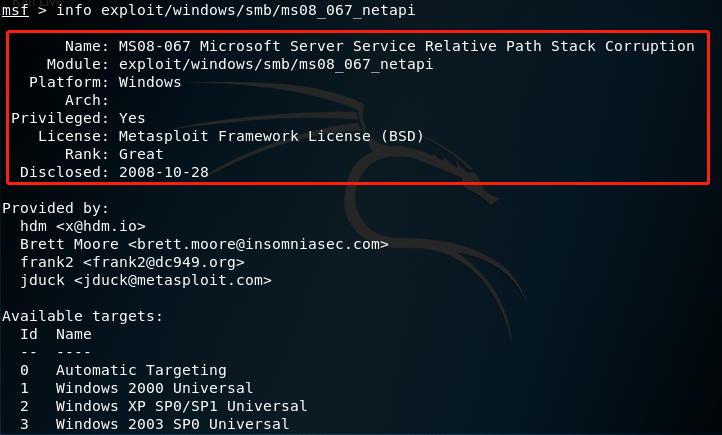 msf > info exploit/windows/smb/ms08_067_netapi
Name: MS08-067 Microsoft Server Service Relative Path Stack Corruption
Module: exploit/windows/smb/ms08_067_netapi
Platform: Windows
Arch:
Privileged: Yes
License: Metasploit Framework License (BSD)
Rank: Great
Disclosed: 2008-10-28
Provided by:
hdm <x@hdm.io>
Brett Moore <brett.moore@insomniasec.com>
frank2 <frank2@dc949.org>
jduck <jduck@metasploit.com>
Available targets:
Id  Name
--  ----
0   Automatic Targeting
1   Windows 2000 Universal
2   Windows XP SP0/SP1 Universal
3   Windows 2003 SP0 Universal